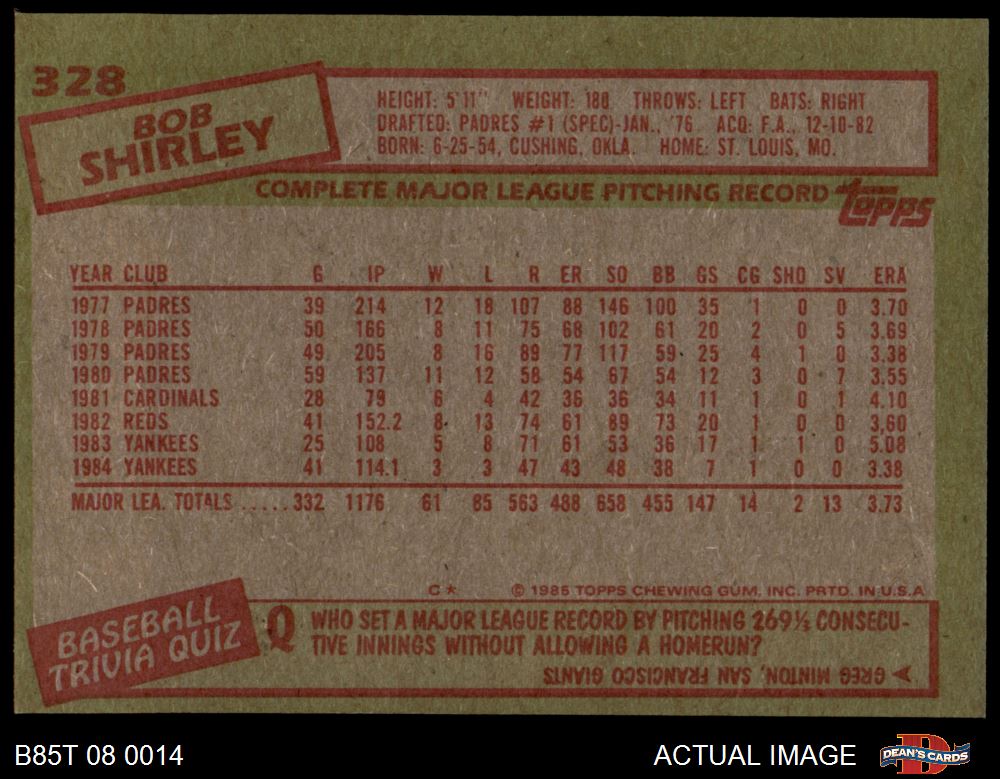 328
BOB
SHIRLEY
HEIGHT: 5'11" WEIGHT: 180 THROWS: LEFT BATS: RIGHT
DRAFTED: PADRES #1 (SPEC)-JAN., '76 ACQ: F.A., 12-10-82
BORN: 6-25-54, CUSHING, OKLA. HOME: ST. LOUIS, MO.
COMPLETE MAJOR LEAGUE PITCHING RECORD
TOPPS
YEAR CLUB G IP W L R ER SO BB GS CG SHO SV ERA
1977 PADRES 39 214 12 18 107 88 146 100 35 1 0 0 3.70
1978 PADRES 50 166 8 11 75 68 102 61 20 2 0 5 3.69
1979 PADRES 49 205 8 16 89 77 117 59 25 4 1 0 3.38
1980 PADRES 59 137 11 12 58 54 67 54 12 3 0 7 3.55
1981 CARDINALS 28 79 6 4 42 36 36 34 11 1 0 1 4.10
1982 REDS 41 152.2 8 13 74 61 89 73 20 1 0 0 3.60
1983 YANKEES 25 108 5 8 71 61 53 36 17 1 1 0 5.08
1984 YANKEES 41 114.1 3 3 47 43 48 38 7 1 0 0 3.38
MAJOR LEA. TOTALS ..... 332 1176 61 85 563 488 658 455 147 14 2 13 3.73
C* © 1985 TOPPS CHEWING GUM, INC. PRTD. IN U.S.A
BASEBALL
TRIVIA QUIZ
Q WHO SET A MAJOR LEAGUE RECORD BY PITCHING 269⅓ CONSECU-
TIVE INNINGS WITHOUT ALLOWING A HOMERUN?
GREG MINTON, SAN FRANCISCO GIANTS
B85T 08 0014
ACTUAL IMAGE
DEAN'S CARDS